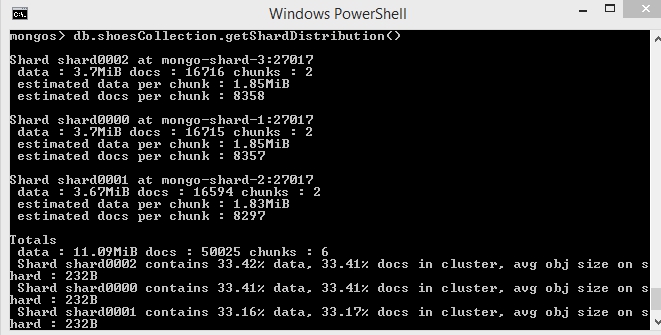 Windows PowerShell
mongos> db.shoesCollection.getShardDistribution()
Shard shard0002 at mongo-shard-3:27017
data : 3.7MiB docs : 16716 chunks : 2
estimated data per chunk : 1.85MiB
estimated docs per chunk : 8358
Shard shard0000 at mongo-shard-1:27017
data : 3.7MiB docs : 16715 chunks : 2
estimated data per chunk : 1.85MiB
estimated docs per chunk : 8357
Shard shard0001 at mongo-shard-2:27017
data : 3.67MiB docs : 16594 chunks : 2
estimated data per chunk : 1.83MiB
estimated docs per chunk : 8297
Totals
data : 11.09MiB docs : 50025 chunks : 6
Shard shard0002 contains 33.42% data, 33.41% docs in cluster, avg obj size on s
hard : 232B
Shard shard0000 contains 33.41% data, 33.41% docs in cluster, avg obj size on s
hard : 232B
Shard shard0001 contains 33.16% data, 33.17% docs in cluster, avg obj size on s
hard : 232B